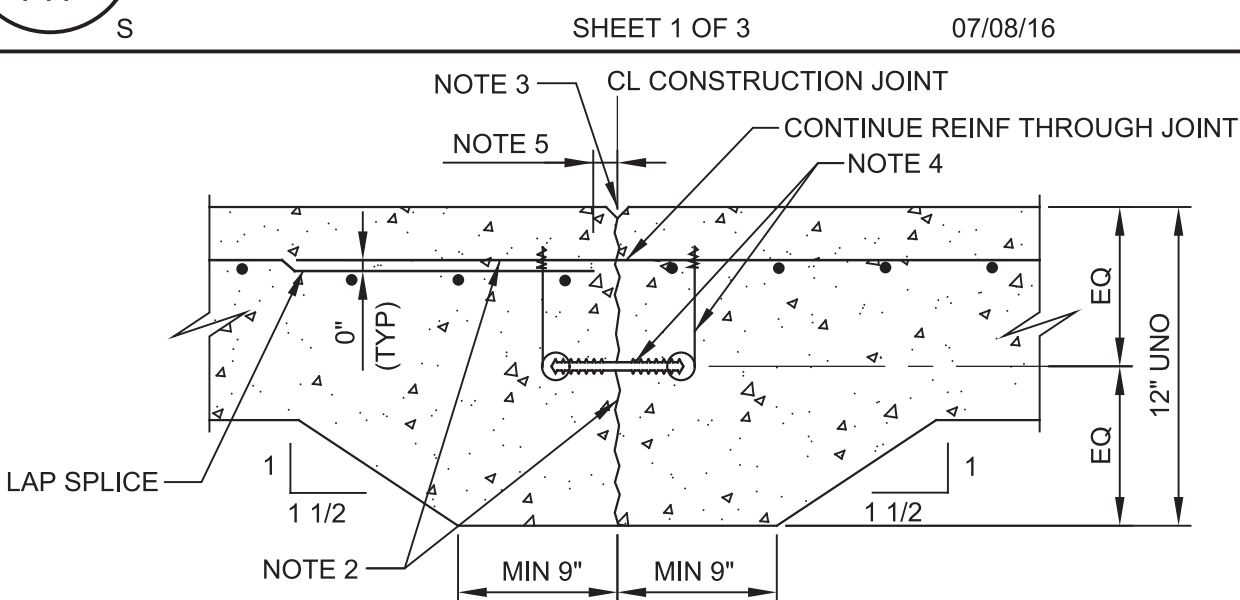 S
SHEET 1 OF 3
07/08/16
NOTE 3
CL CONSTRUCTION JOINT
NOTE 5
CONTINUE REINF THROUGH JOINT
NOTE 4
0"
(TYP)
EQ
12" UNO
EQ
LAP SPLICE
1
1 1/2
1
1 1/2
NOTE 2
MIN 9"
MIN 9"